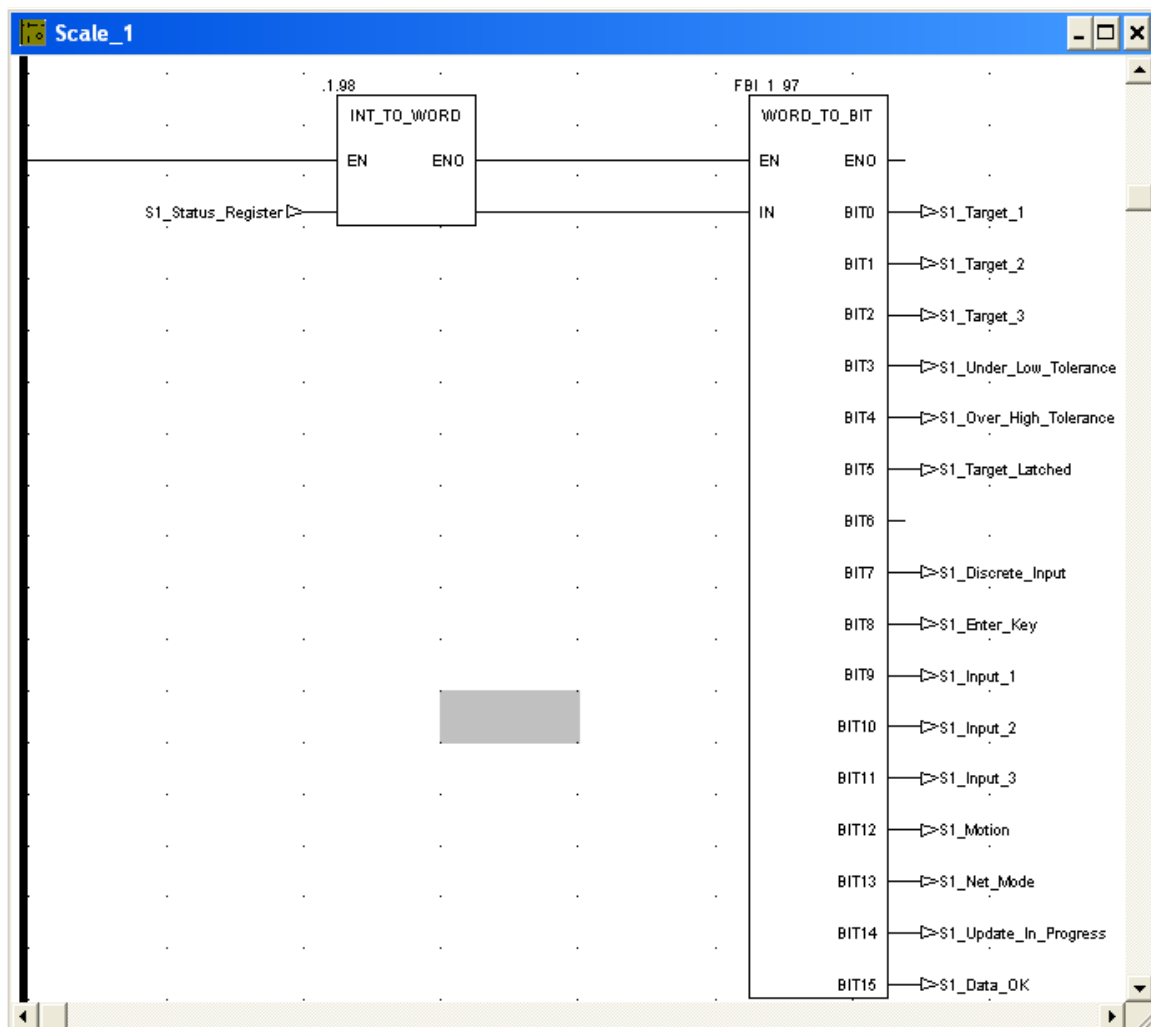 Scale_1
.1.98
FBI_1_97
INT_TO_WORD
WORD_TO_BIT
EN ENO
EN ENO
S1_Status_Register
IN BIT0 S1_Target_1
BIT1 S1_Target_2
BIT2 S1_Target_3
BIT3 S1_Under_Low_Tolerance
BIT4 S1_Over_High_Tolerance
BIT5 S1_Target_Latched
BIT6
BIT7 S1_Discrete_Input
BIT8 S1_Enter_Key
BIT9 S1_Input_1
BIT10 S1_Input_2
BIT11 S1_Input_3
BIT12 S1_Motion
BIT13 S1_Net_Mode
BIT14 S1_Update_In_Progress
BIT15 S1_Data_OK